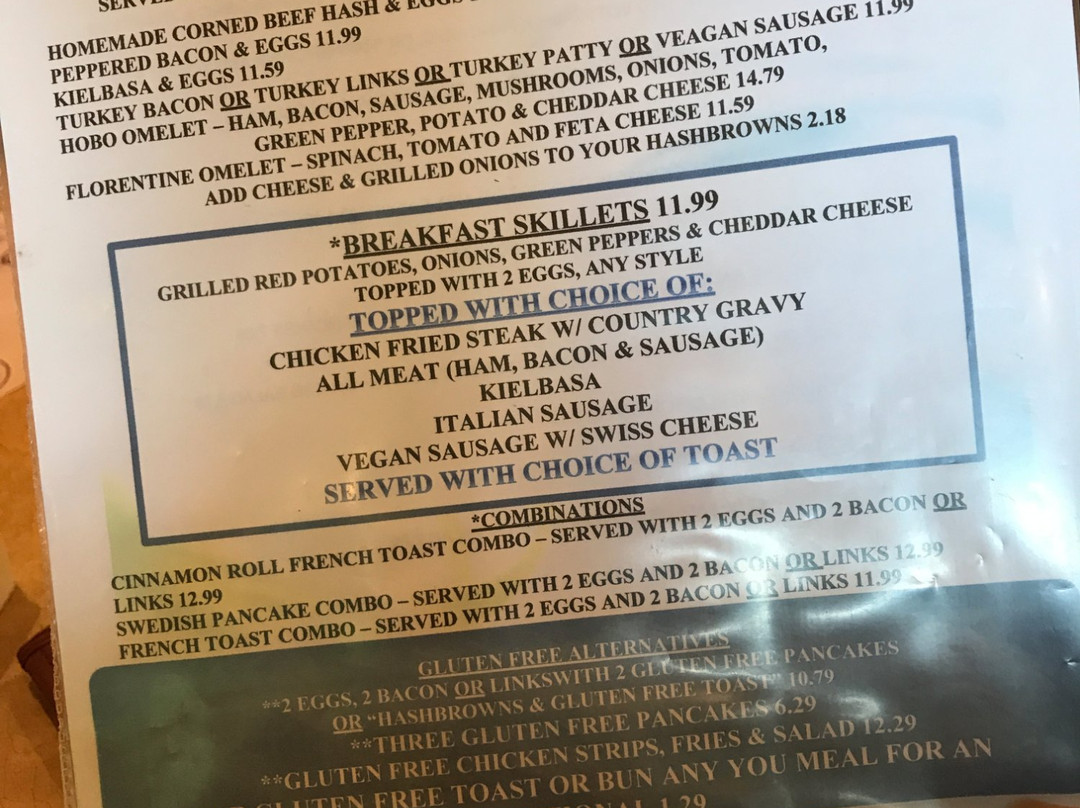 HOMEMADE CORNED BEEF HASH & EGGS
PEPPERED BACON & EGGS 11.99
KIELBASA & EGGS 11.59
TURKEY BACON OR TURKEY LINKS OR TURKEY PATTY OR VEAGAN SAUSAGE 11.99
HOBO OMELET – HAM, BACON, SAUSAGE, MUSHROOMS, ONIONS, TOMATO,
GREEN PEPPER, POTATO & CHEDDAR CHEESE 14.79
FLORENTINE OMELET – SPINACH, TOMATO AND FETA CHEESE 11.59
ADD CHEESE & GRILLED ONIONS TO YOUR HASHBROWNS 2.18
*BREAKFAST SKILLETS 11.99
GRILLED RED POTATOES, ONIONS, GREEN PEPPERS & CHEDDAR CHEESE
TOPPED WITH 2 EGGS, ANY STYLE
TOPPED WITH CHOICE OF:
CHICKEN FRIED STEAK W/ COUNTRY GRAVY
ALL MEAT (HAM, BACON & SAUSAGE)
KIELBASA
ITALIAN SAUSAGE
VEGAN SAUSAGE W/ SWISS CHEESE
SERVED WITH CHOICE OF TOAST
*COMBINATIONS
CINNAMON ROLL FRENCH TOAST COMBO – SERVED WITH 2 EGGS AND 2 BACON OR
LINKS 12.99
SWEDISH PANCAKE COMBO – SERVED WITH 2 EGGS AND 2 BACON OR LINKS 12.99
FRENCH TOAST COMBO – SERVED WITH 2 EGGS AND 2 BACON OR LINKS 11.99
GLUTEN FREE ALTERNATIVES
**2 EGGS, 2 BACON OR LINKSWITH 2 GLUTEN FREE PANCAKES
OR "HASHBROWNS & GLUTEN FREE TOAST" 10.79
**THREE GLUTEN FREE PANCAKES 6.29
**GLUTEN FREE CHICKEN STRIPS, FRIES & SALAD 12.29
GLUTEN FREE TOAST OR BUN ANY YOU MEAL FOR AN
1.29